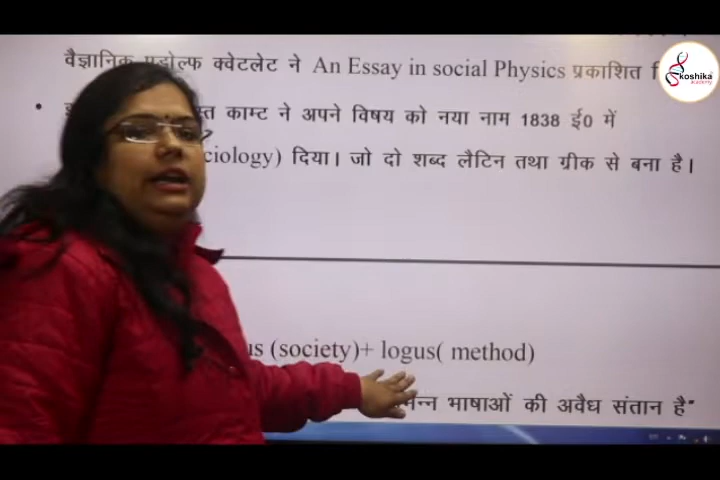 वैज्ञानिक एडोल्फ क्वेटलेट ने An Essay in social Physics प्रकाशित
काम्ट ने अपने विषय को नया नाम 1838 ई0 में
ciology) दिया। जो दो शब्द लैटिन तथा ग्रीक से बना है।
us (society)+ logus( method)
भाषाओं की अवैध संतान है"
koshika
academy